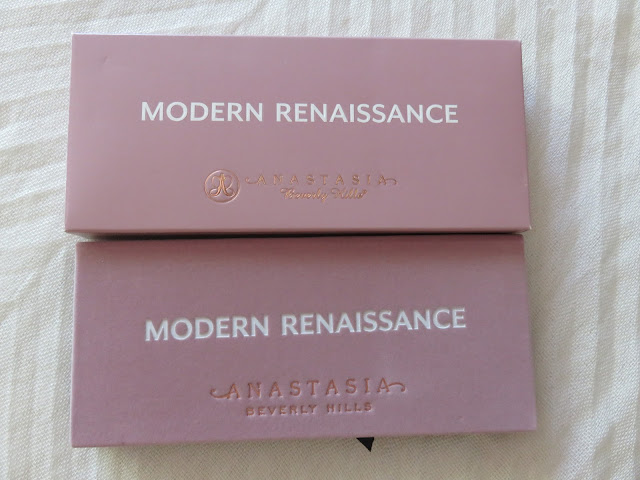 MODERN RENAISSANCE
ANASTASIA
Beverly Hills
MODERN RENAISSANCE
ANASTASIA
BEVERLY HILLS